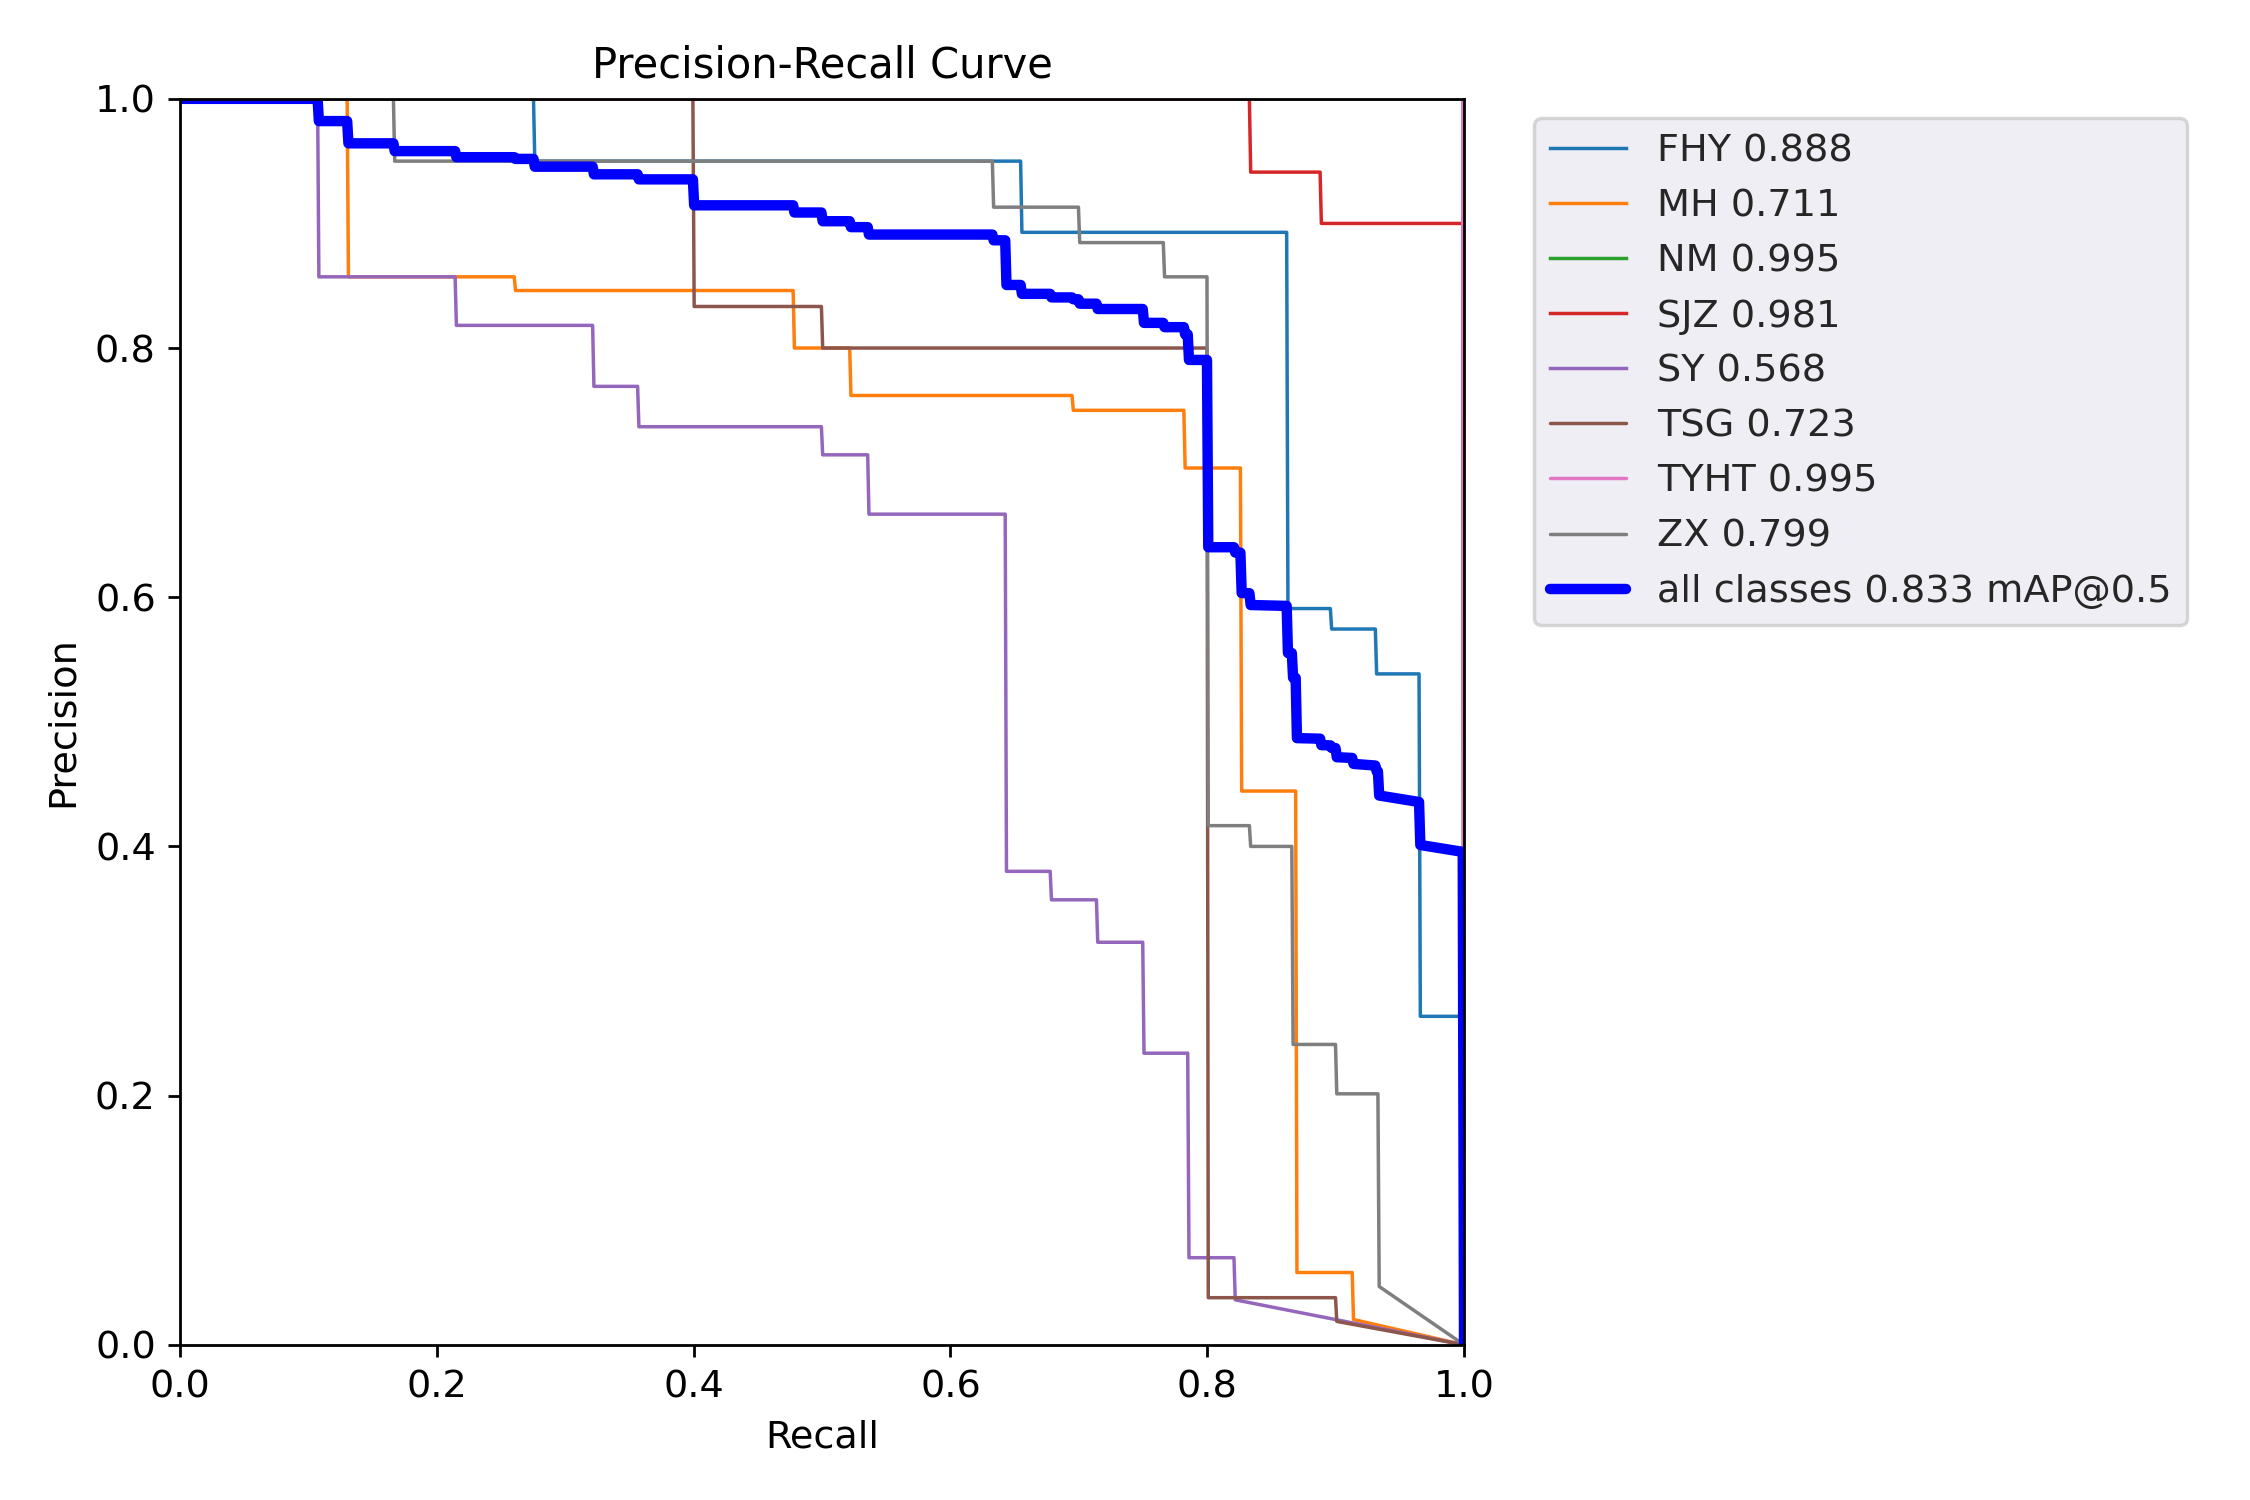 Precision-Recall Curve
1.0
0.8
0.6
0.4
0.2
0.0
Precision
0.0 0.2 0.4 0.6 0.8 1.0
Recall
FHY 0.888
MH 0.711
NM 0.995
SJZ 0.981
SY 0.568
TSG 0.723
TYHT 0.995
ZX 0.799
all classes 0.833 mAP@0.5